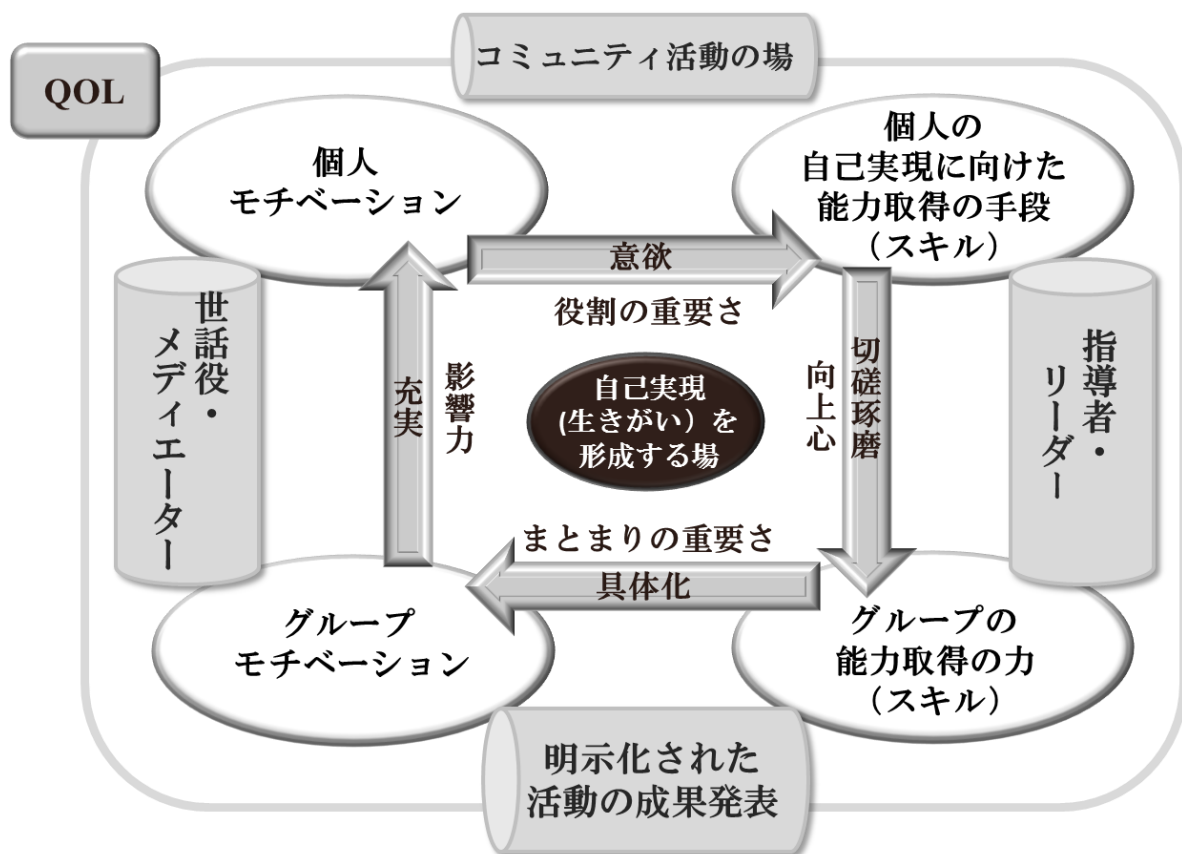 コミュニティ活動の場
QOL
個人
モチベーション
個人の
自己実現に向けた
能力取得の手段
（スキル）
意欲
役割の重要さ
世話役・
メディエーター
充実
影響力
自己実現
(生きがい）を
形成する場
向上心
切磋琢磨
指導者・
リーダー
まとまりの重要さ
具体化
グループ
モチベーション
グループの
能力取得の力
（スキル）
明示化された
活動の成果発表